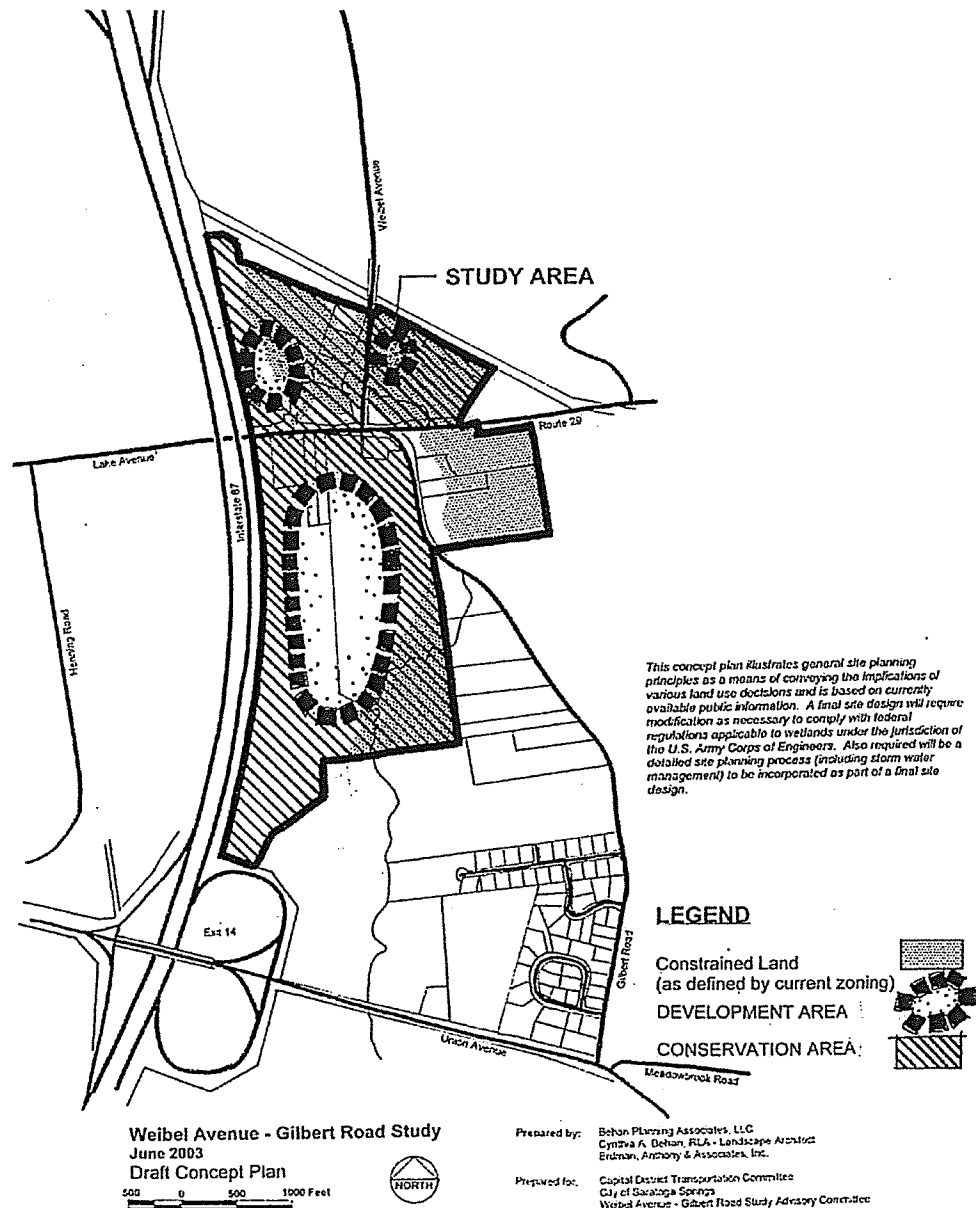 Weibel Avenue
STUDY AREA
Route 29
Lake Avenue
Interstate 87
Henning Road
This concept plan illustrates general site planning
principles as a means of conveying the implications of
various land use decisions and is based on currently
available public information. A final site design will require
modification as necessary to comply with federal
regulations applicable to wetlands under the jurisdiction of
the U.S. Army Corps of Engineers. Also required will be a
detailed site planning process (including storm water
management) to be incorporated as part of a final site
design.
Exit 14
Gilbert Road
Union Avenue
Meadowbrook Road
LEGEND
Constrained Land
(as defined by current zoning)
DEVELOPMENT AREA
CONSERVATION AREA
Weibel Avenue - Gilbert Road Study
June 2003
Draft Concept Plan
500 0 500 1000 Feet
NORTH
Prepared by: Behan Planning Associates, LLC
Cynthia A. Behan, RLA - Landscape Architect
Erdman, Anthony & Associates, Inc.
Prepared for: Capital District Transportation Committee
City of Saratoga Springs
Weibel Avenue - Gilbert Road Study Advisory Committee